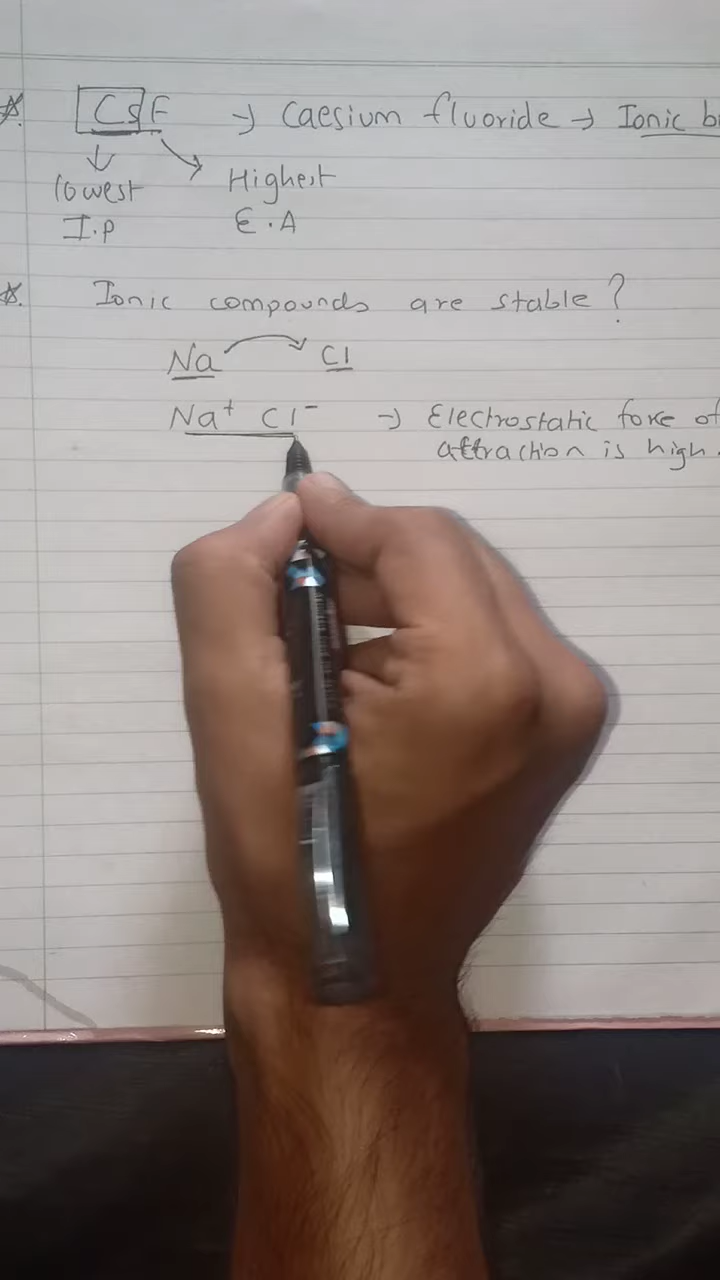 CsF → Caesium fluoride → Ionic
lowest Highest
I.P E.A
Ionic compounds are stable?
Na Cl
Na+ Cl- → Electrostatic force of
attraction is high.